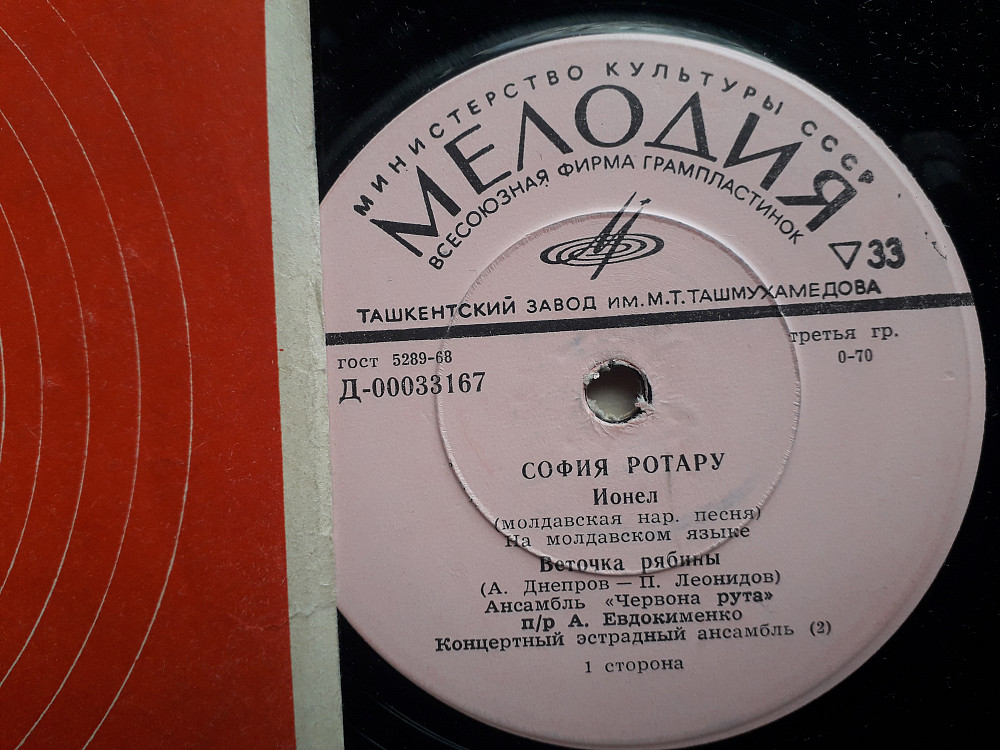 МИНИСТЕРСТВО КУЛЬТУРЫ СССР
МЕЛОДИЯ
ВСЕСОЮЗНАЯ ФИРМА ГРАМПЛАСТИНОК
▽33
ТАШКЕНТСКИЙ ЗАВОД ИМ. М.Т. ТАШМУХАМЕДОВА
гост 5289-68
третья гр.
Д-00033167
0-70
СОФИЯ РОТАРУ
Ионел
(молдавская нар. песня)
На молдавском языке
Веточка рябины
(А. Днепров — П. Леонидов)
Ансамбль «Червона рута»
п/р А. Евдокименко
Концертный эстрадный ансамбль (2)
1 сторона